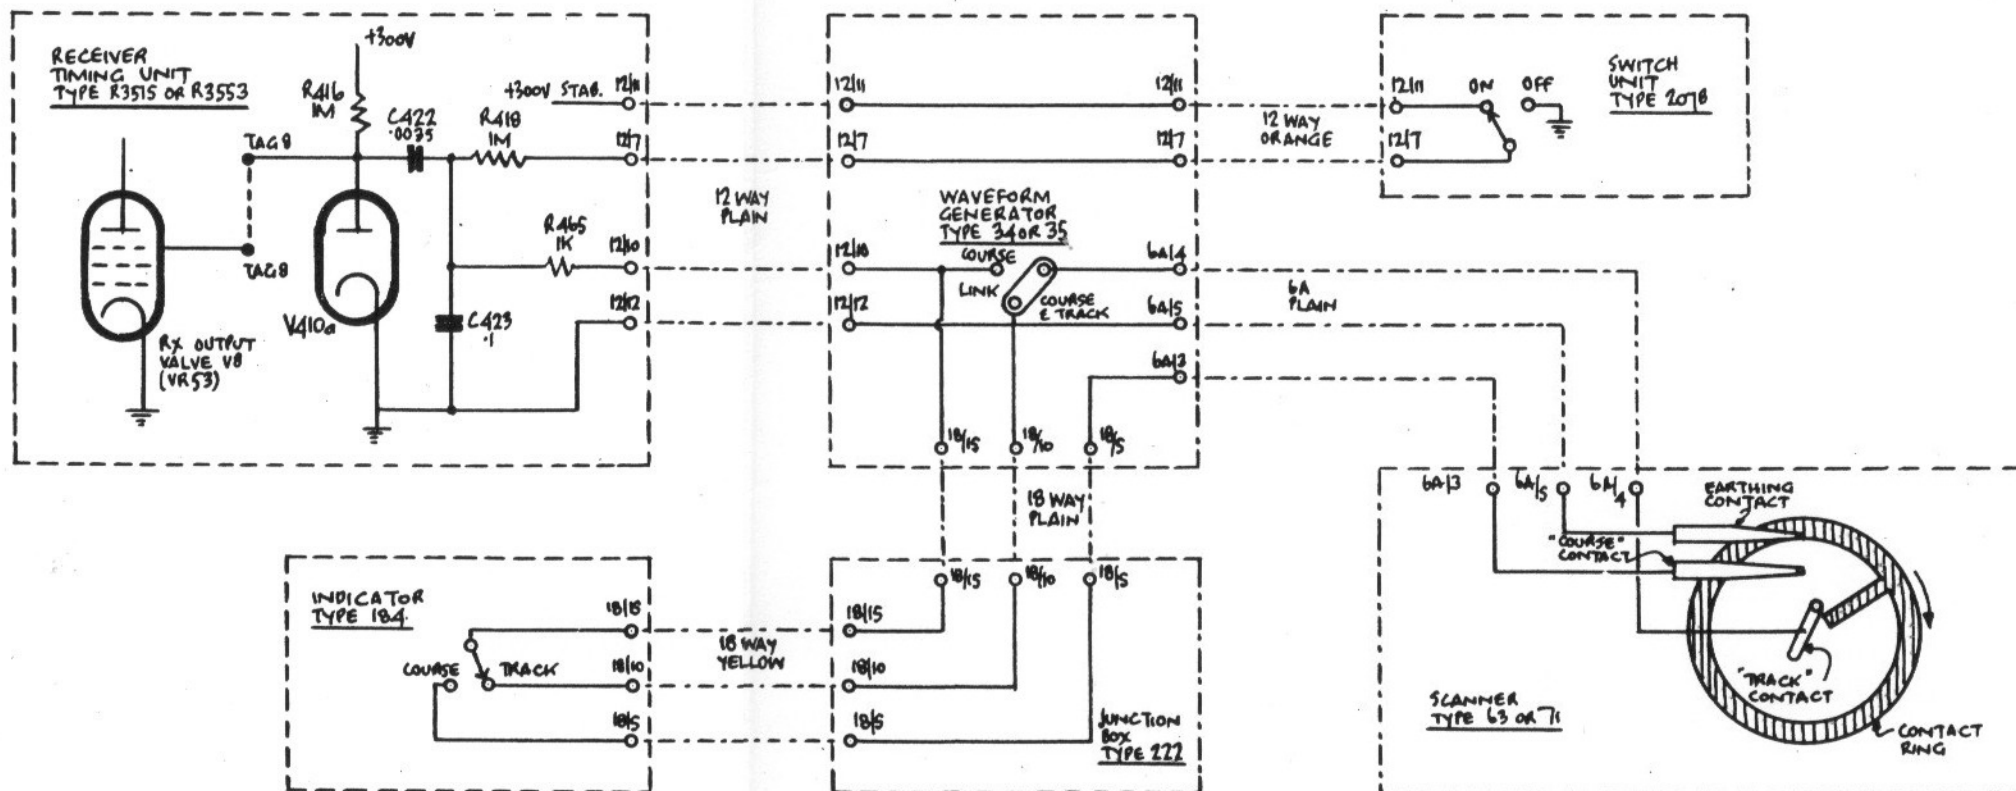 RECEIVER
TIMING UNIT
TYPE R3515 OR R3553
+300V
R416
1M
C422
.0035
R418
1M
+300V STAB.
12/11
12/7
TAG 8
TAG 8
R465
1K
12/10
12/12
C423
.1
V410a
RX OUTPUT
VALVE V8
(VR53)
12 WAY
PLAIN
12/11
12/7
12/10
12/12
12/11
12/7
WAVEFORM
GENERATOR
TYPE 34 OR 35
COURSE
LINK
COURSE
& TRACK
6A/4
6A/5
6A/3
18/15
18/10
18/5
12 WAY
ORANGE
12/11
12/7
ON
OFF
SWITCH
UNIT
TYPE 207B
6A
PLAIN
18 WAY
PLAIN
INDICATOR
TYPE 184
COURSE
TRACK
18/15
18/10
18/5
18 WAY
YELLOW
18/15
18/10
18/5
18/15
18/10
18/5
JUNCTION
BOX
TYPE 222
6A/3
6A/5
6A/4
EARTHING
CONTACT
"COURSE"
CONTACT
"TRACK"
CONTACT
SCANNER
TYPE 63 OR 71
CONTACT
RING